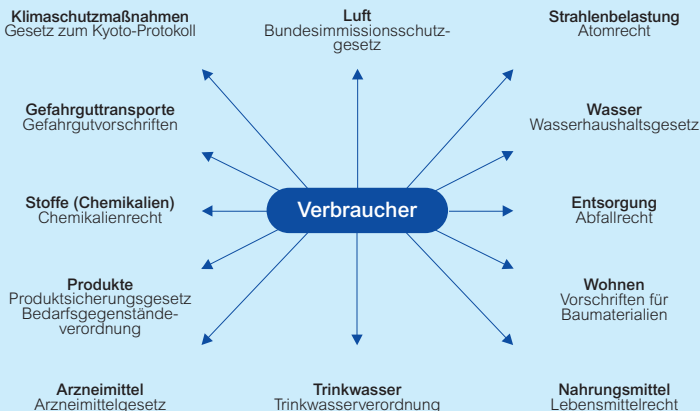 Klimaschutzmaßnahmen
Gesetz zum Kyoto-Protokoll
Luft
Bundesimmissionsschutz-
gesetz
Strahlenbelastung
Atomrecht
Gefahrguttransporte
Gefahrgutvorschriften
Wasser
Wasserhaushaltsgesetz
Stoffe (Chemikalien)
Chemikalienrecht
Verbraucher
Entsorgung
Abfallrecht
Produkte
Produktsicherungsgesetz
Bedarfsgegenstände-
verordnung
Wohnen
Vorschriften für
Baumaterialien
Arzneimittel
Arzneimittelgesetz
Trinkwasser
Trinkwasserverordnung
Nahrungsmittel
Lebensmittelrecht